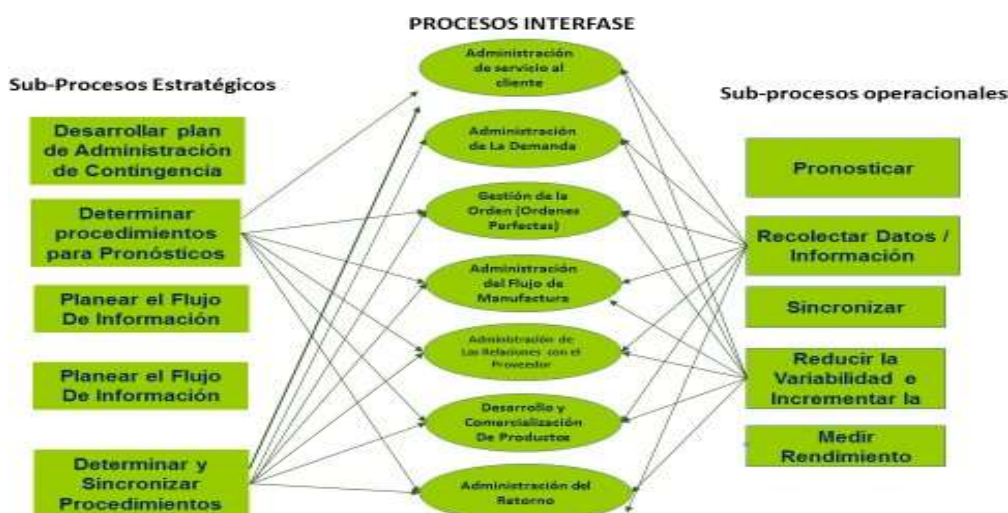 PROCESOS INTERFASE
Sub-Procesos Estratégicos
Desarrollar plan
de Administración
de Contingencia
Determinar
procedimientos
para Pronósticos
Planear el Flujo
De Información
Planear el Flujo
De Información
Determinar y
Sincronizar
Procedimientos
Administración
de servicio al
cliente
Administración
de La Demanda
Gestión de la
Orden (Ordenes
Perfectas)
Administración
del Flujo de
Manufactura
Administración de
Las Relaciones con el
Proveedor
Desarrollo y
Comercialización
De Productos
Administración del
Retorno
Sub-procesos operacionales
Pronosticar
Recolectar Datos /
Información
Sincronizar
Reducir la
Variabilidad e
Incrementar la
Medir
Rendimiento